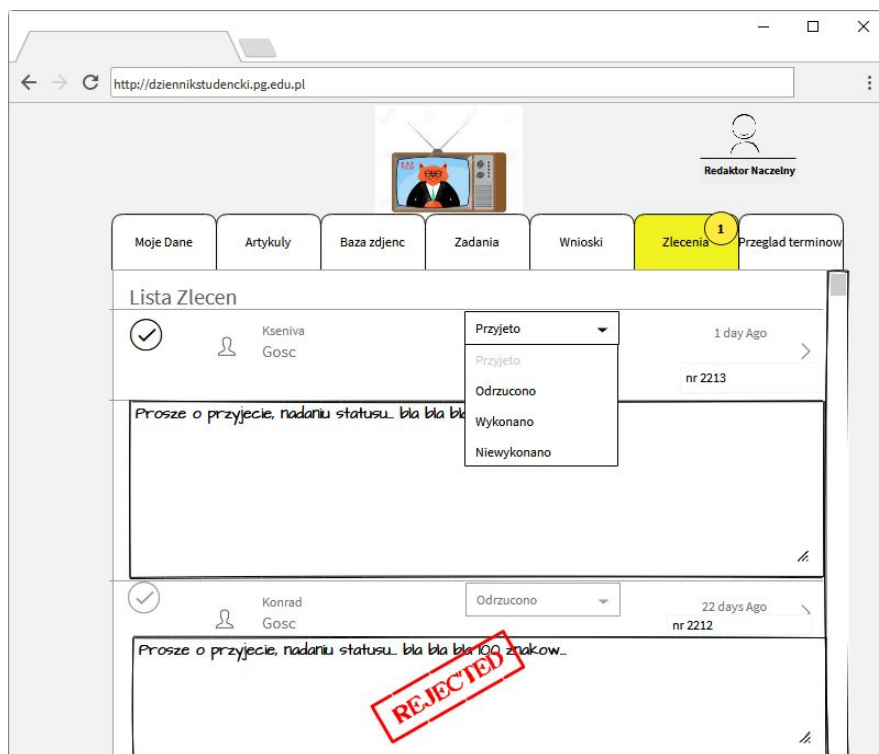 http://dziennikstudencki.pg.edu.pl
Redaktor Naczelny
Moje Dane
Artykuly
Baza zdjenc
Zadania
Wnioski
Zlecenia
1
Przeglad terminow
Lista Zlecen
Kseniva
Gosc
Przyjeto
1 day Ago
nr 2213
Przyjeto
Odrzucono
Wykonano
Niewykonano
Prosze o przyjecie, nadaniu statusu... bla bla
Konrad
Gosc
Odrzucono
22 days Ago
nr 2212
Prosze o przyjecie, nadaniu statusu... bla bla bla 100 znakow...
REJECTED